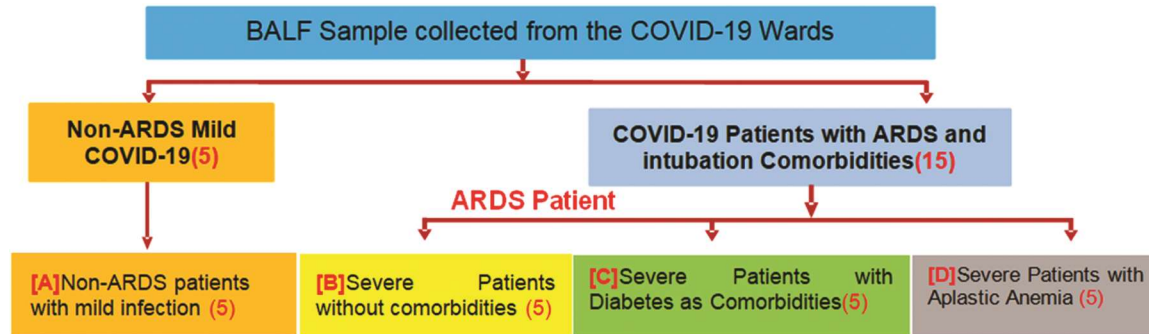 BALF Sample collected from the COVID-19 Wards
Non-ARDS Mild
COVID-19(5)
COVID-19 Patients with ARDS and
intubation Comorbidities(15)
ARDS Patient
[A]Non-ARDS patients
with mild infection (5)
[B]Severe Patients
without comorbidities (5)
[C]Severe Patients with
Diabetes as Comorbidities(5)
[D]Severe Patients with
Aplastic Anemia (5)